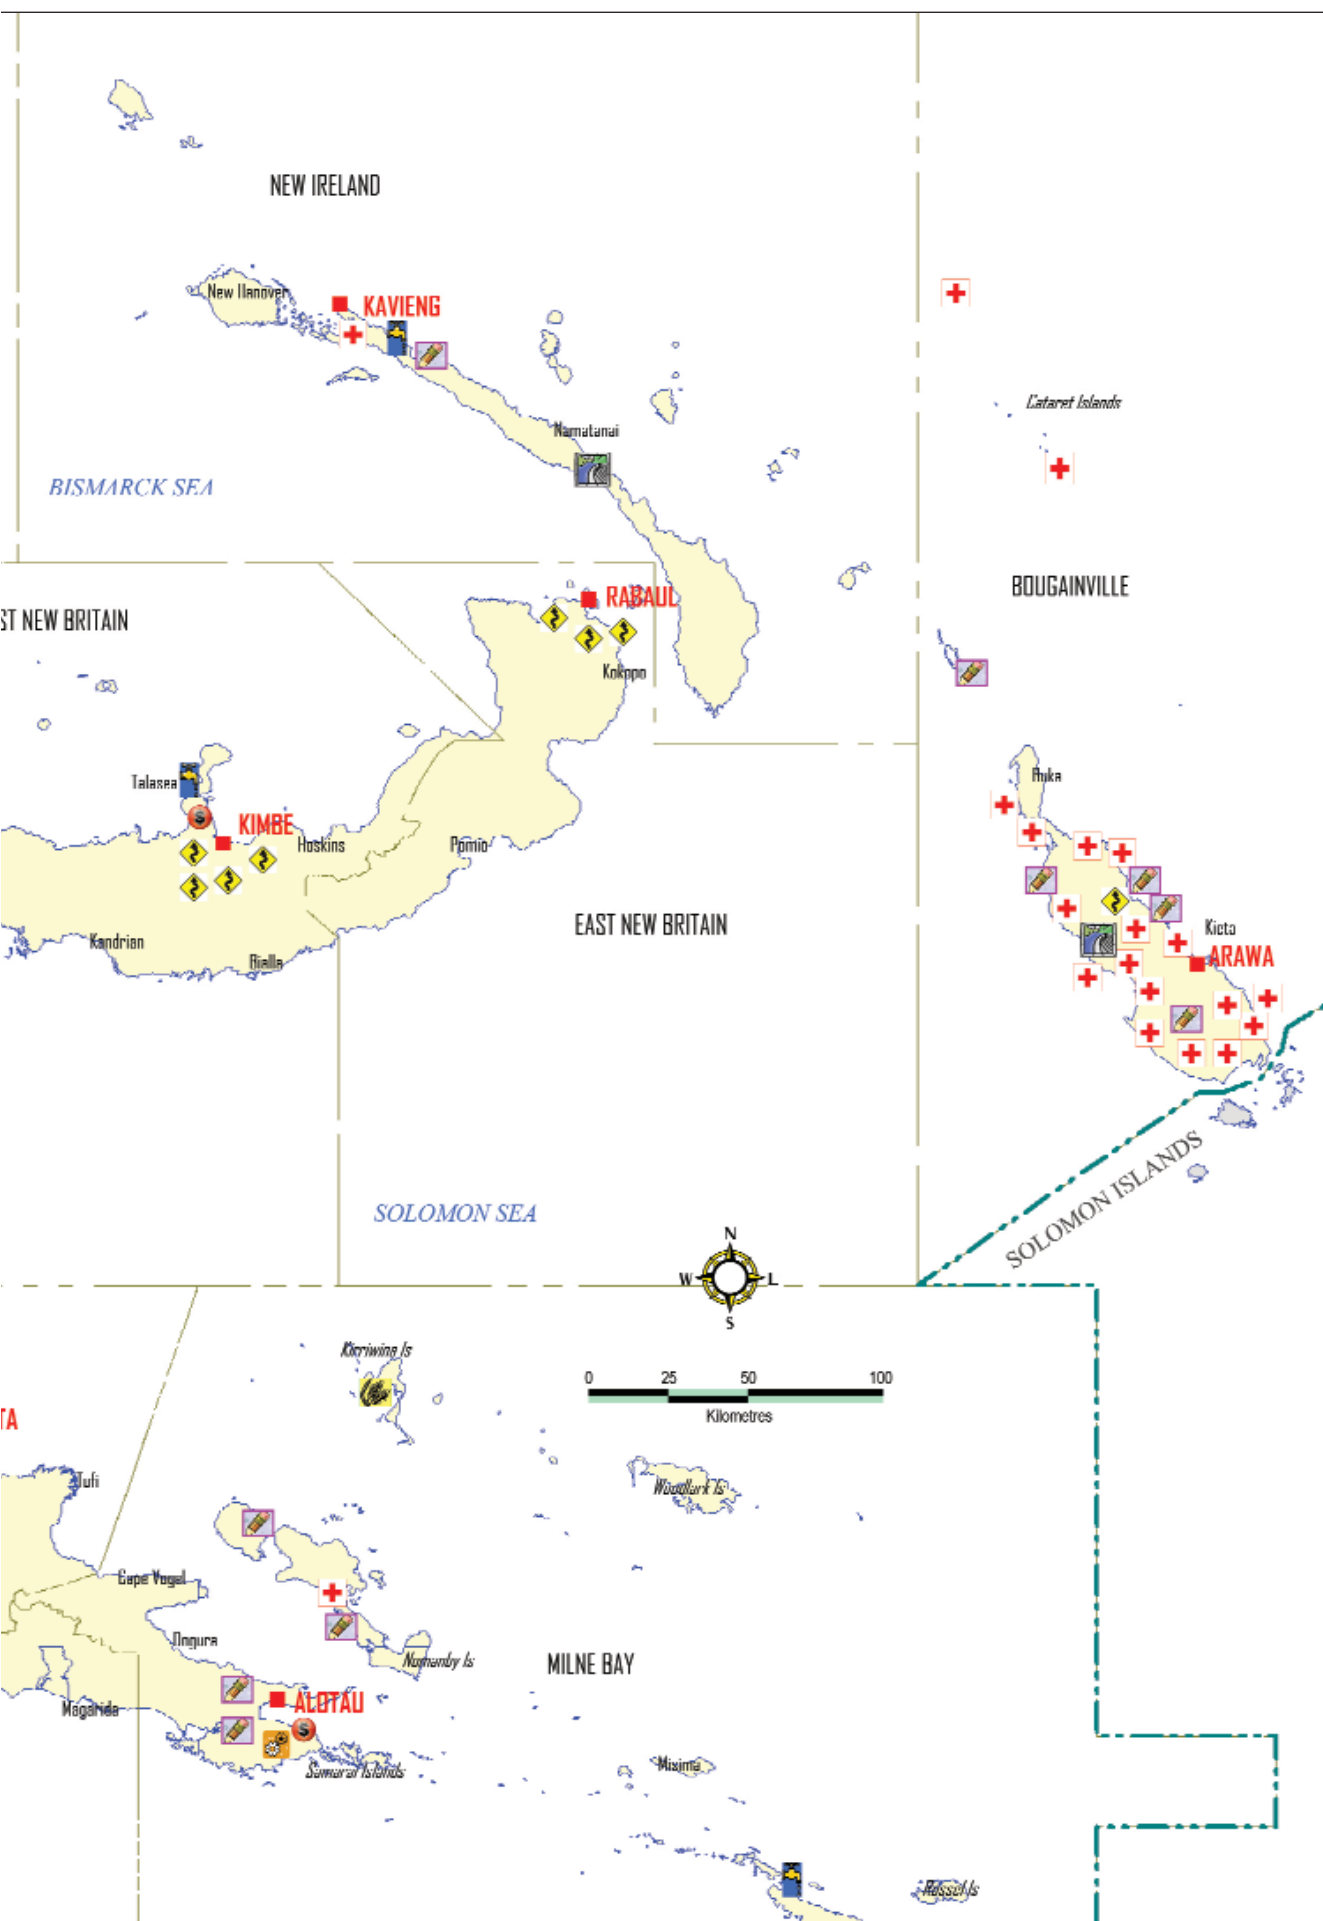 NEW IRELAND
New Hanover
KAVIENG
Cataret Islands
Namatanai
BISMARCK SEA
BOUGAINVILLE
RABAUL
ST NEW BRITAIN
Kokopo
Buka
Talasea
KIMBE
Hoskins
Pomio
EAST NEW BRITAIN
Kieta
ARAWA
Kandrian
Bialla
SOLOMON ISLANDS
SOLOMON SEA
N
W L
S
Kirriwina Is
0 25 50 100
Kilometres
TA
Tufi
Woodlark Is
Cape Vogel
Dogura
Normanby Is
MILNE BAY
Magarida
ALOTAU
S
S
Samarai Islands
Misima
Rossel Is